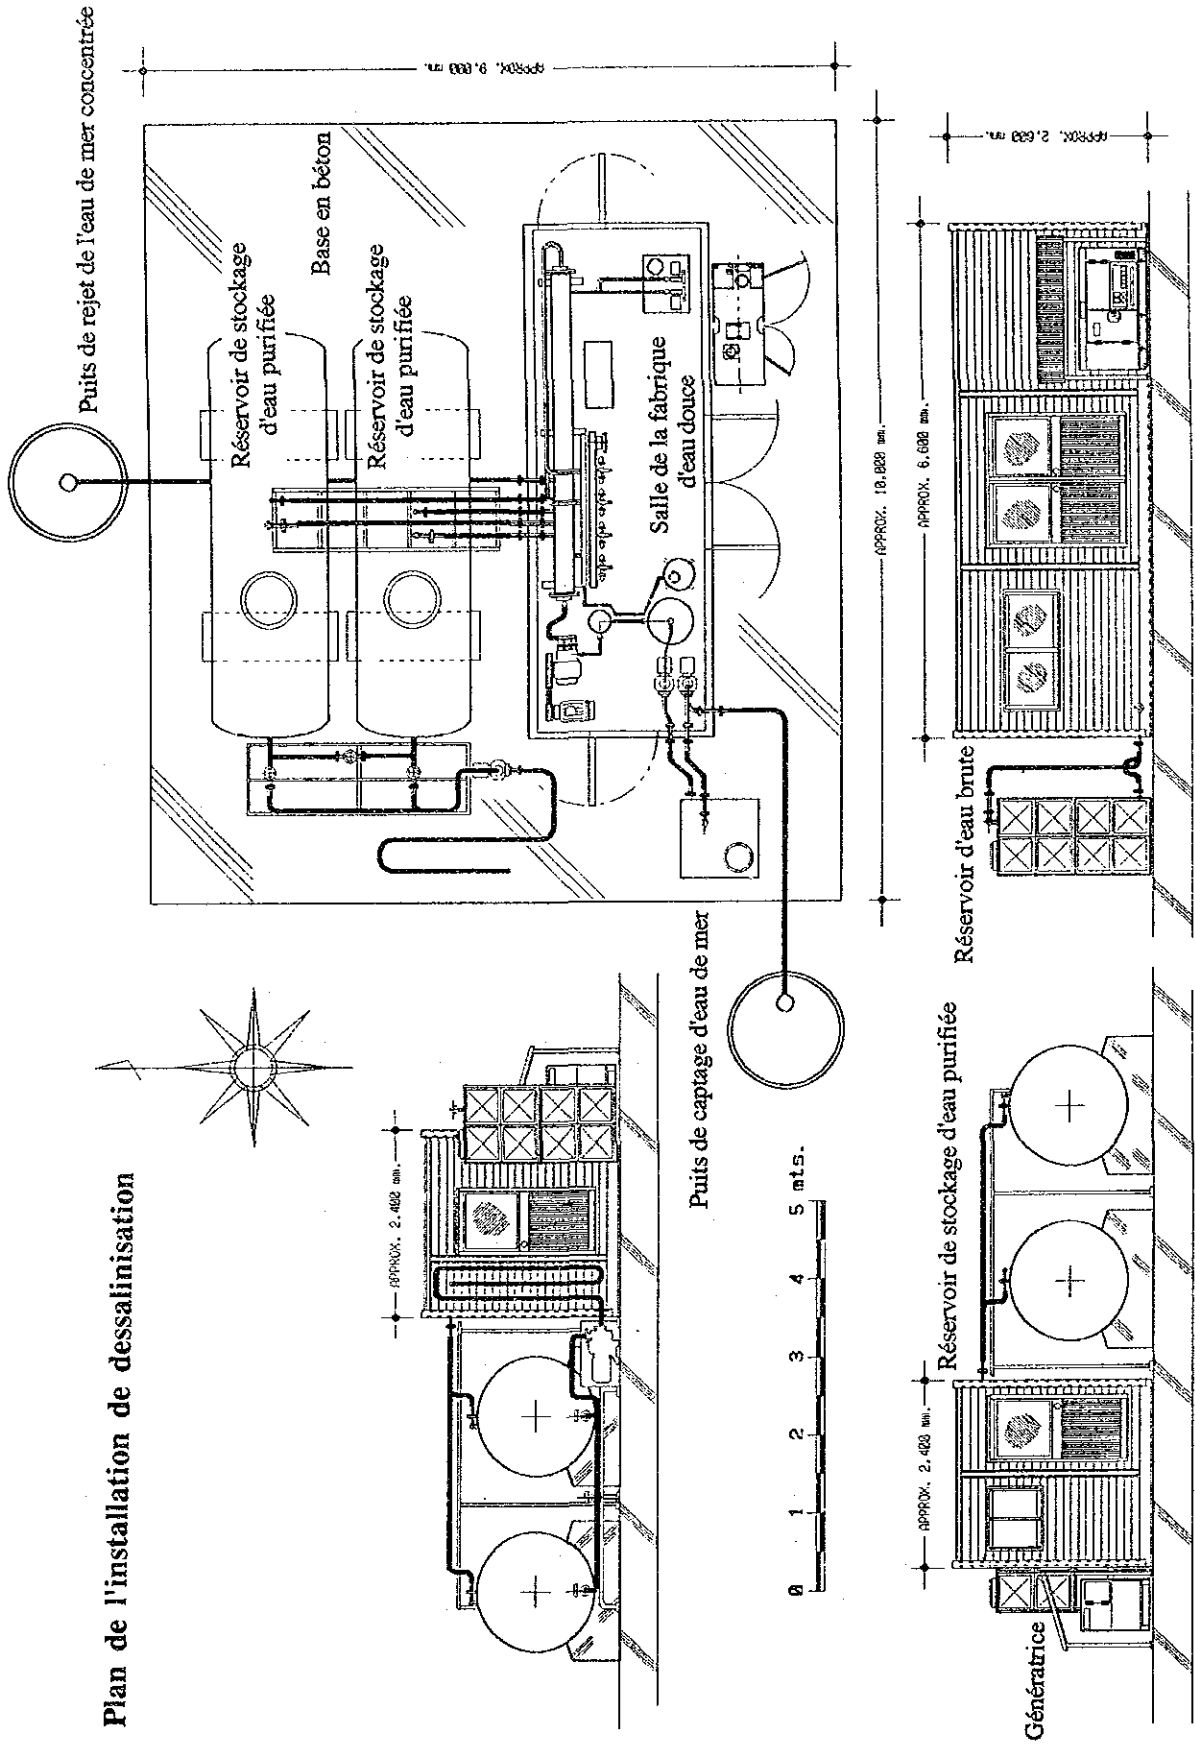 Plan de l'installation de dessalinisation
Puits de rejet de l'eau de mer concentrée
Réservoir de stockage
d'eau purifiée
Base en béton
Réservoir de stockage
d'eau purifiée
APPROX. 9.000 mm.
Salle de la fabrique
d'eau douce
APPROX. 10.000 mm.
APPROX. 2.400 mm.
Puits de captage d'eau de mer
0 1 2 3 4 5 mts.
Génératrice
APPROX. 2.400 mm.
Réservoir de stockage d'eau purifiée
Réservoir d'eau brute
APPROX. 6.600 mm.
APPROX. 2.600 mm.